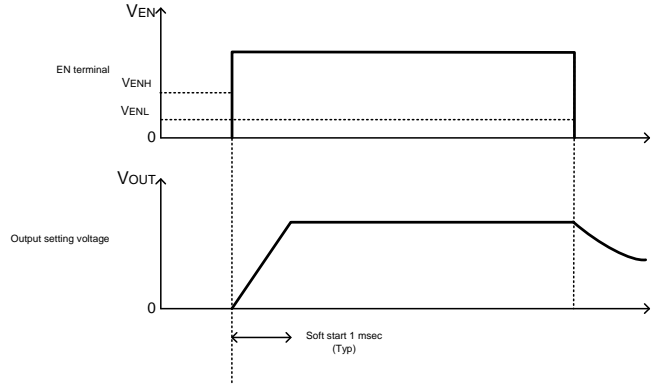 VEN
EN terminal
VENH
VENL
0
VOUT
Output setting voltage
0
Soft start 1 msec
(Typ)